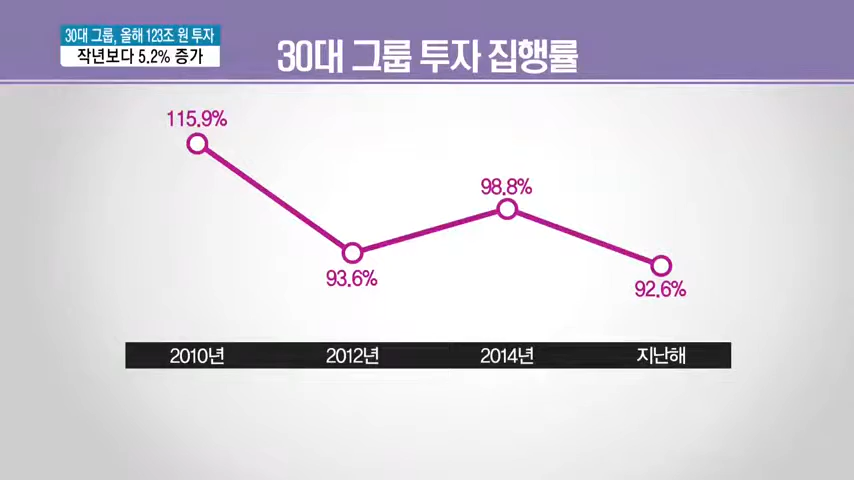 30대 그룹, 올해 123조 원 투자
작년보다 5.2% 증가
30대 그룹 투자 집행률
115.9%
98.8%
93.6%
92.6%
2010년 2012년 2014년 지난해